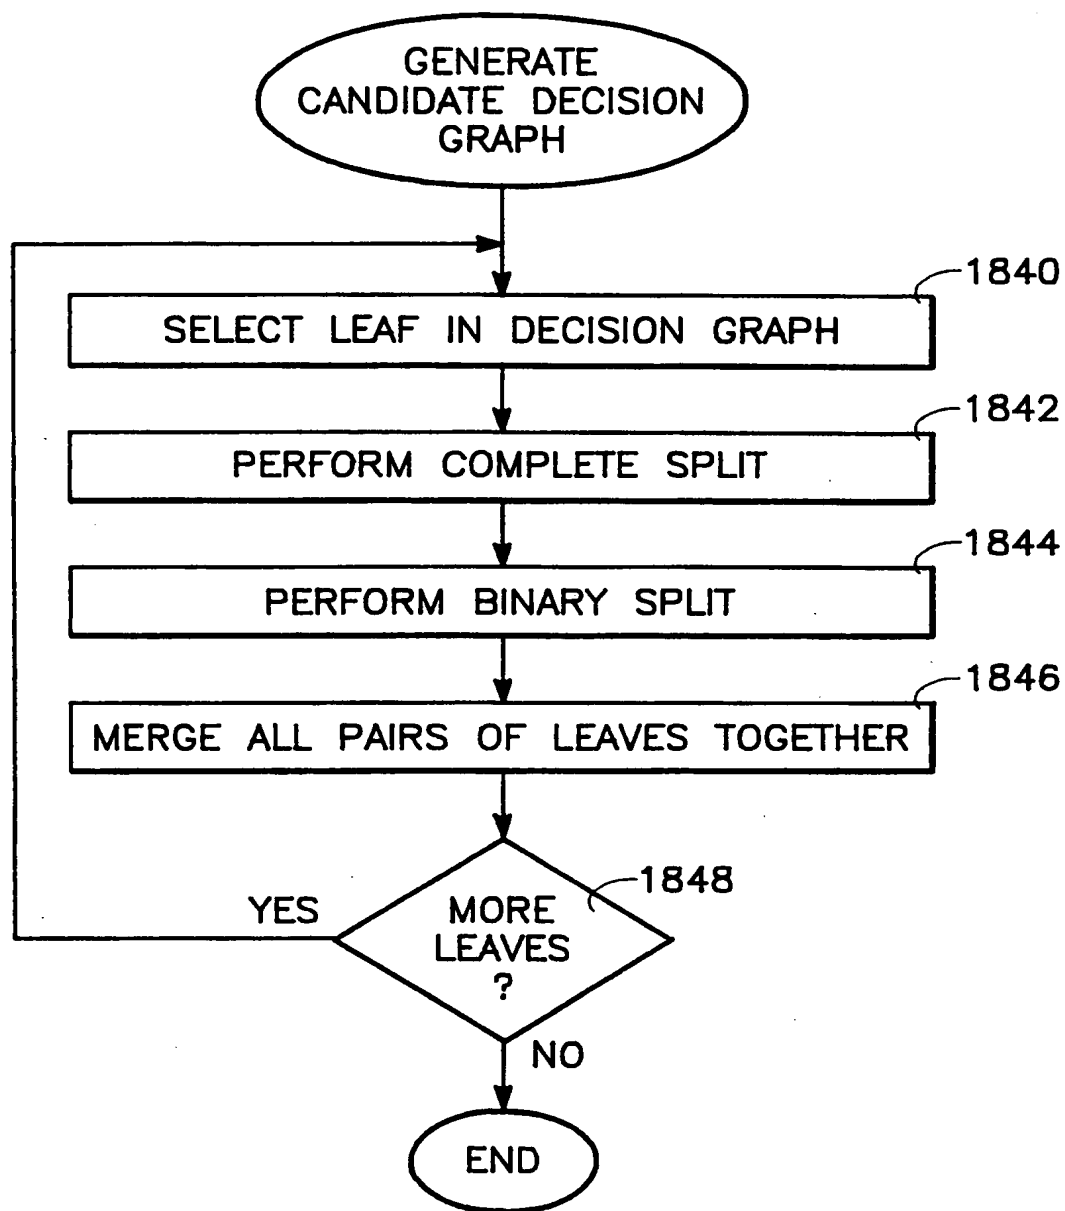 GENERATE
CANDIDATE DECISION
GRAPH
1840
SELECT LEAF IN DECISION GRAPH
1842
PERFORM COMPLETE SPLIT
1844
PERFORM BINARY SPLIT
1846
MERGE ALL PAIRS OF LEAVES TOGETHER
1848
YES
MORE
LEAVES
?
NO
END